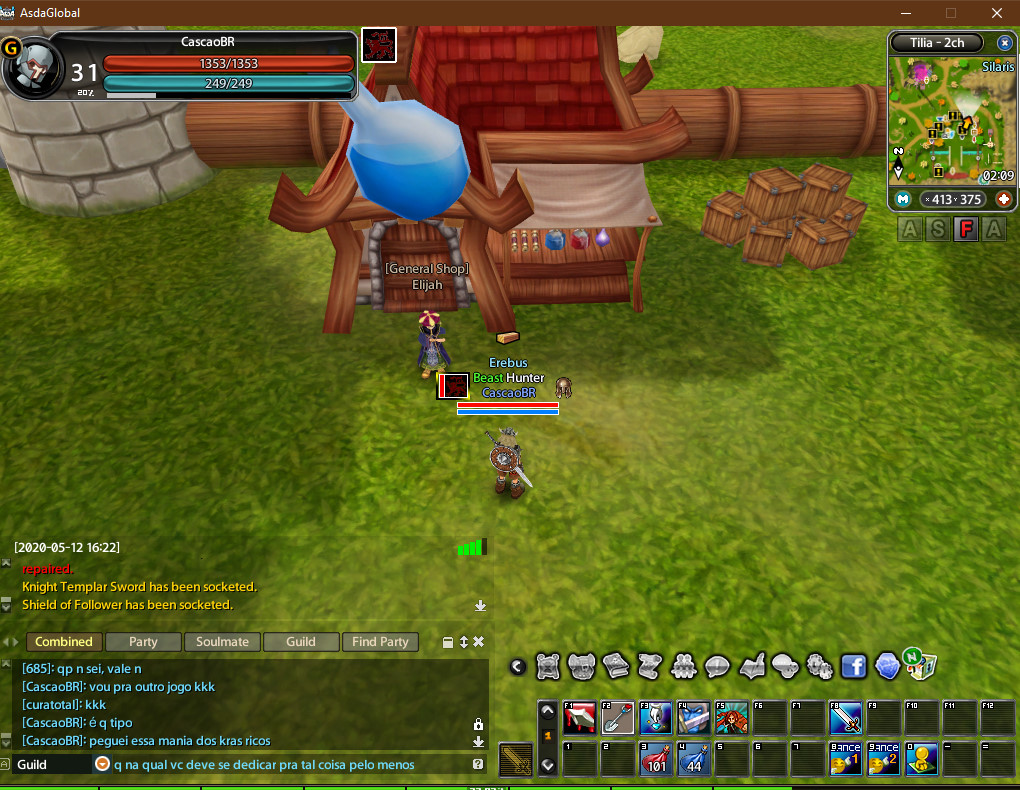 AsdaGlobal
G
CascaoBR
31
20%
1353/1353
249/249
Tilia - 2ch
Silaris
N
02:09
M
x 413 Y 375
A S F A
[General Shop]
Elijah
Erebus
Beast Hunter
CascaoBR
[2020-05-12 16:22]
repaired.
Knight Templar Sword has been socketed.
Shield of Follower has been socketed.
Combined Party Soulmate Guild Find Party
[685]: qp n sei, vale n
[CascaoBR]: vou pra outro jogo kkk
[curatotal]: kkk
[CascaoBR]: é q tipo
[CascaoBR]: peguei essa mania dos kras ricos
Guild q na qual vc deve se dedicar pra tal coisa pelo menos
f N
F1 F2 F3 F4 F5 F6 F7 F8 F9 F10 F11 F12
1
1 2 3 4 5 6 7 0 - =
101 44 1 2